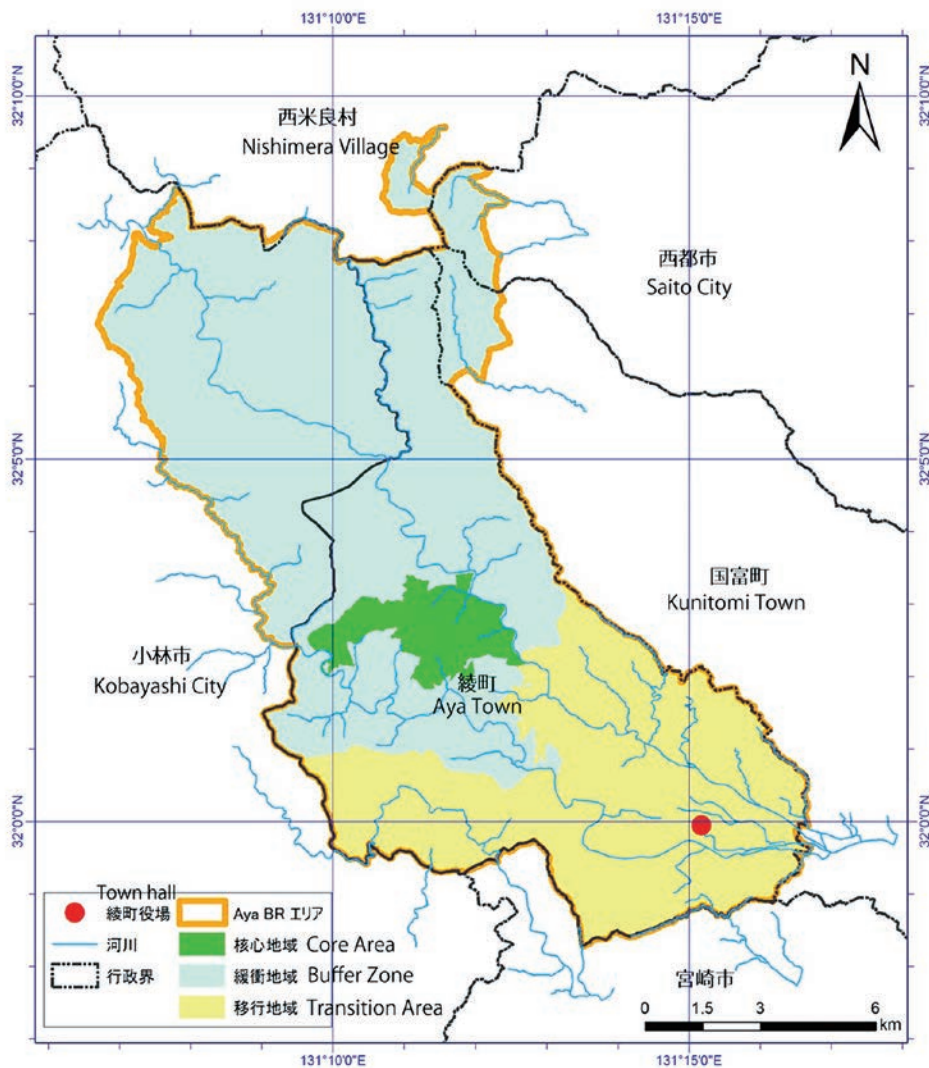 131°10'0"E
131°15'0"E
32°10'0"N
32°10'0"N
N
西米良村
Nishimera Village
西都市
Saito City
32°5'0"N
32°5'0"N
国富町
Kunitomi Town
小林市
Kobayashi City
綾町
Aya Town
32°0'0"N
32°0'0"N
Town hall
綾町役場
Aya BR エリア
河川
核心地域 Core Area
行政界
緩衝地域 Buffer Zone
移行地域 Transition Area
宮崎市
0 1.5 3 6
km
131°10'0"E
131°15'0"E